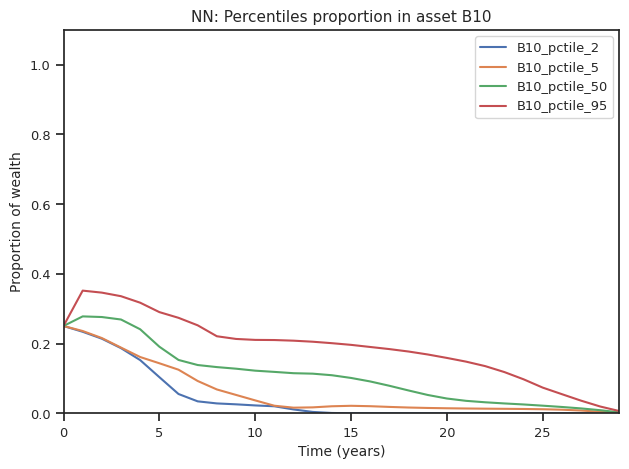 NN: Percentiles proportion in asset B10
B10_pctile_2
B10_pctile_5
B10_pctile_50
B10_pctile_95
Proportion of wealth
1.0
0.8
0.6
0.4
0.2
0.0
0 5 10 15 20 25
Time (years)